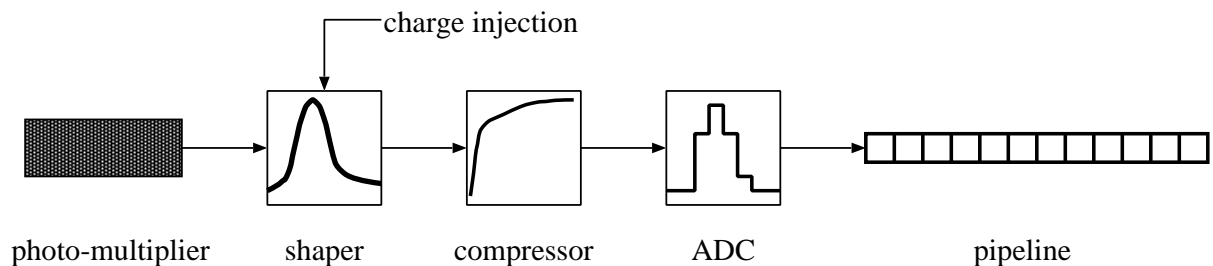 charge injection
photo-multiplier shaper compressor ADC pipeline